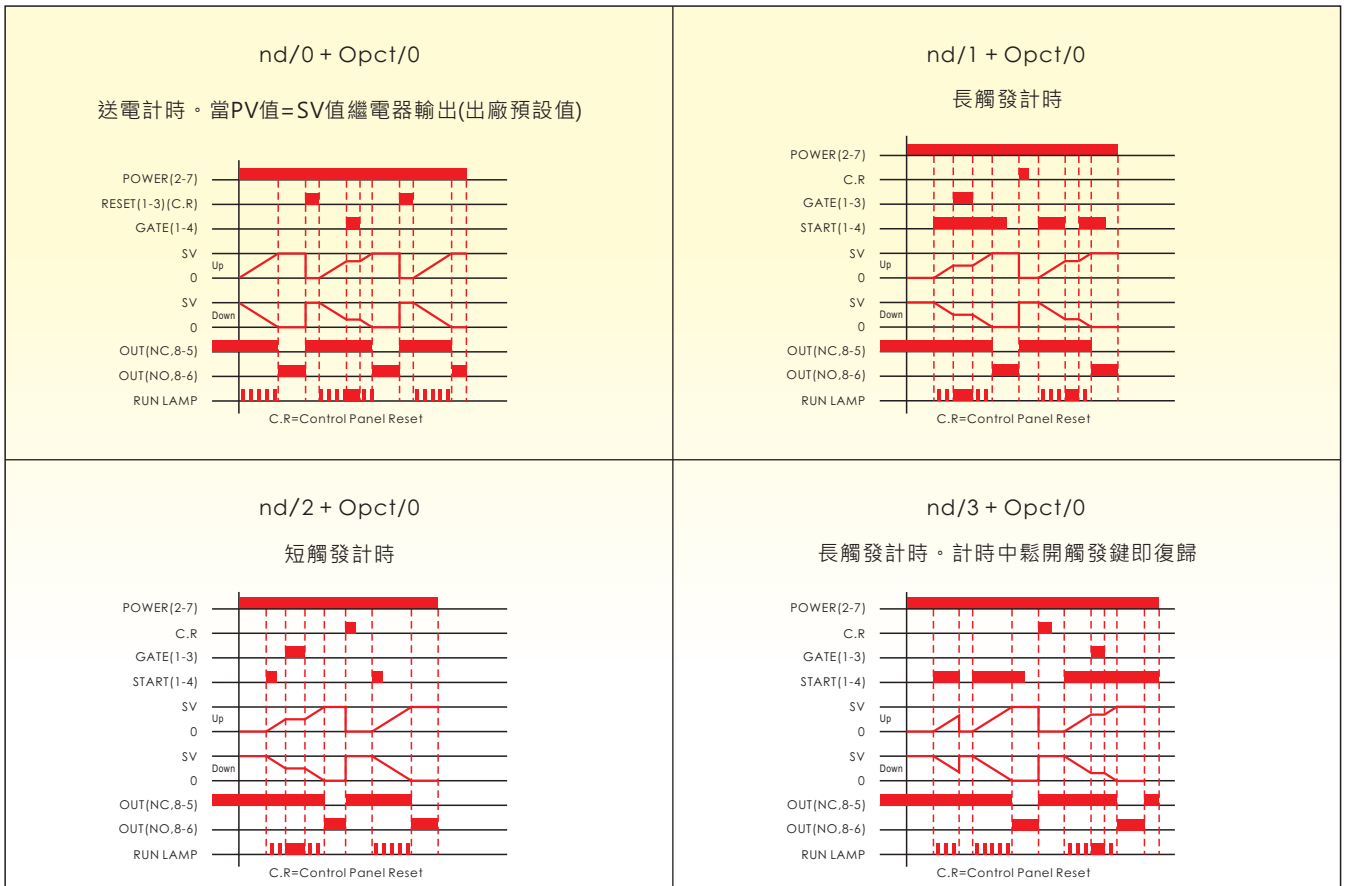 nd/0 + Opct/0
送電計時。當PV值=SV值繼電器輸出(出廠預設值)
POWER(2-7)
RESET(1-3)(C.R)
GATE(1-4)
SV
Up
0
SV
Down
0
OUT(NC,8-5)
OUT(NO,8-6)
RUN LAMP
C.R=Control Panel Reset
nd/1 + Opct/0
長觸發計時
POWER(2-7)
C.R
GATE(1-3)
START(1-4)
SV
Up
0
SV
Down
0
OUT(NC,8-5)
OUT(NO,8-6)
RUN LAMP
C.R=Control Panel Reset
nd/2 + Opct/0
短觸發計時
POWER(2-7)
C.R
GATE(1-3)
START(1-4)
SV
Up
0
SV
Down
0
OUT(NC,8-5)
OUT(NO,8-6)
RUN LAMP
C.R=Control Panel Reset
nd/3 + Opct/0
長觸發計時。計時中鬆開觸發鍵即復歸
POWER(2-7)
C.R
GATE(1-3)
START(1-4)
SV
Up
0
SV
Down
0
OUT(NC,8-5)
OUT(NO,8-6)
RUN LAMP
C.R=Control Panel Reset